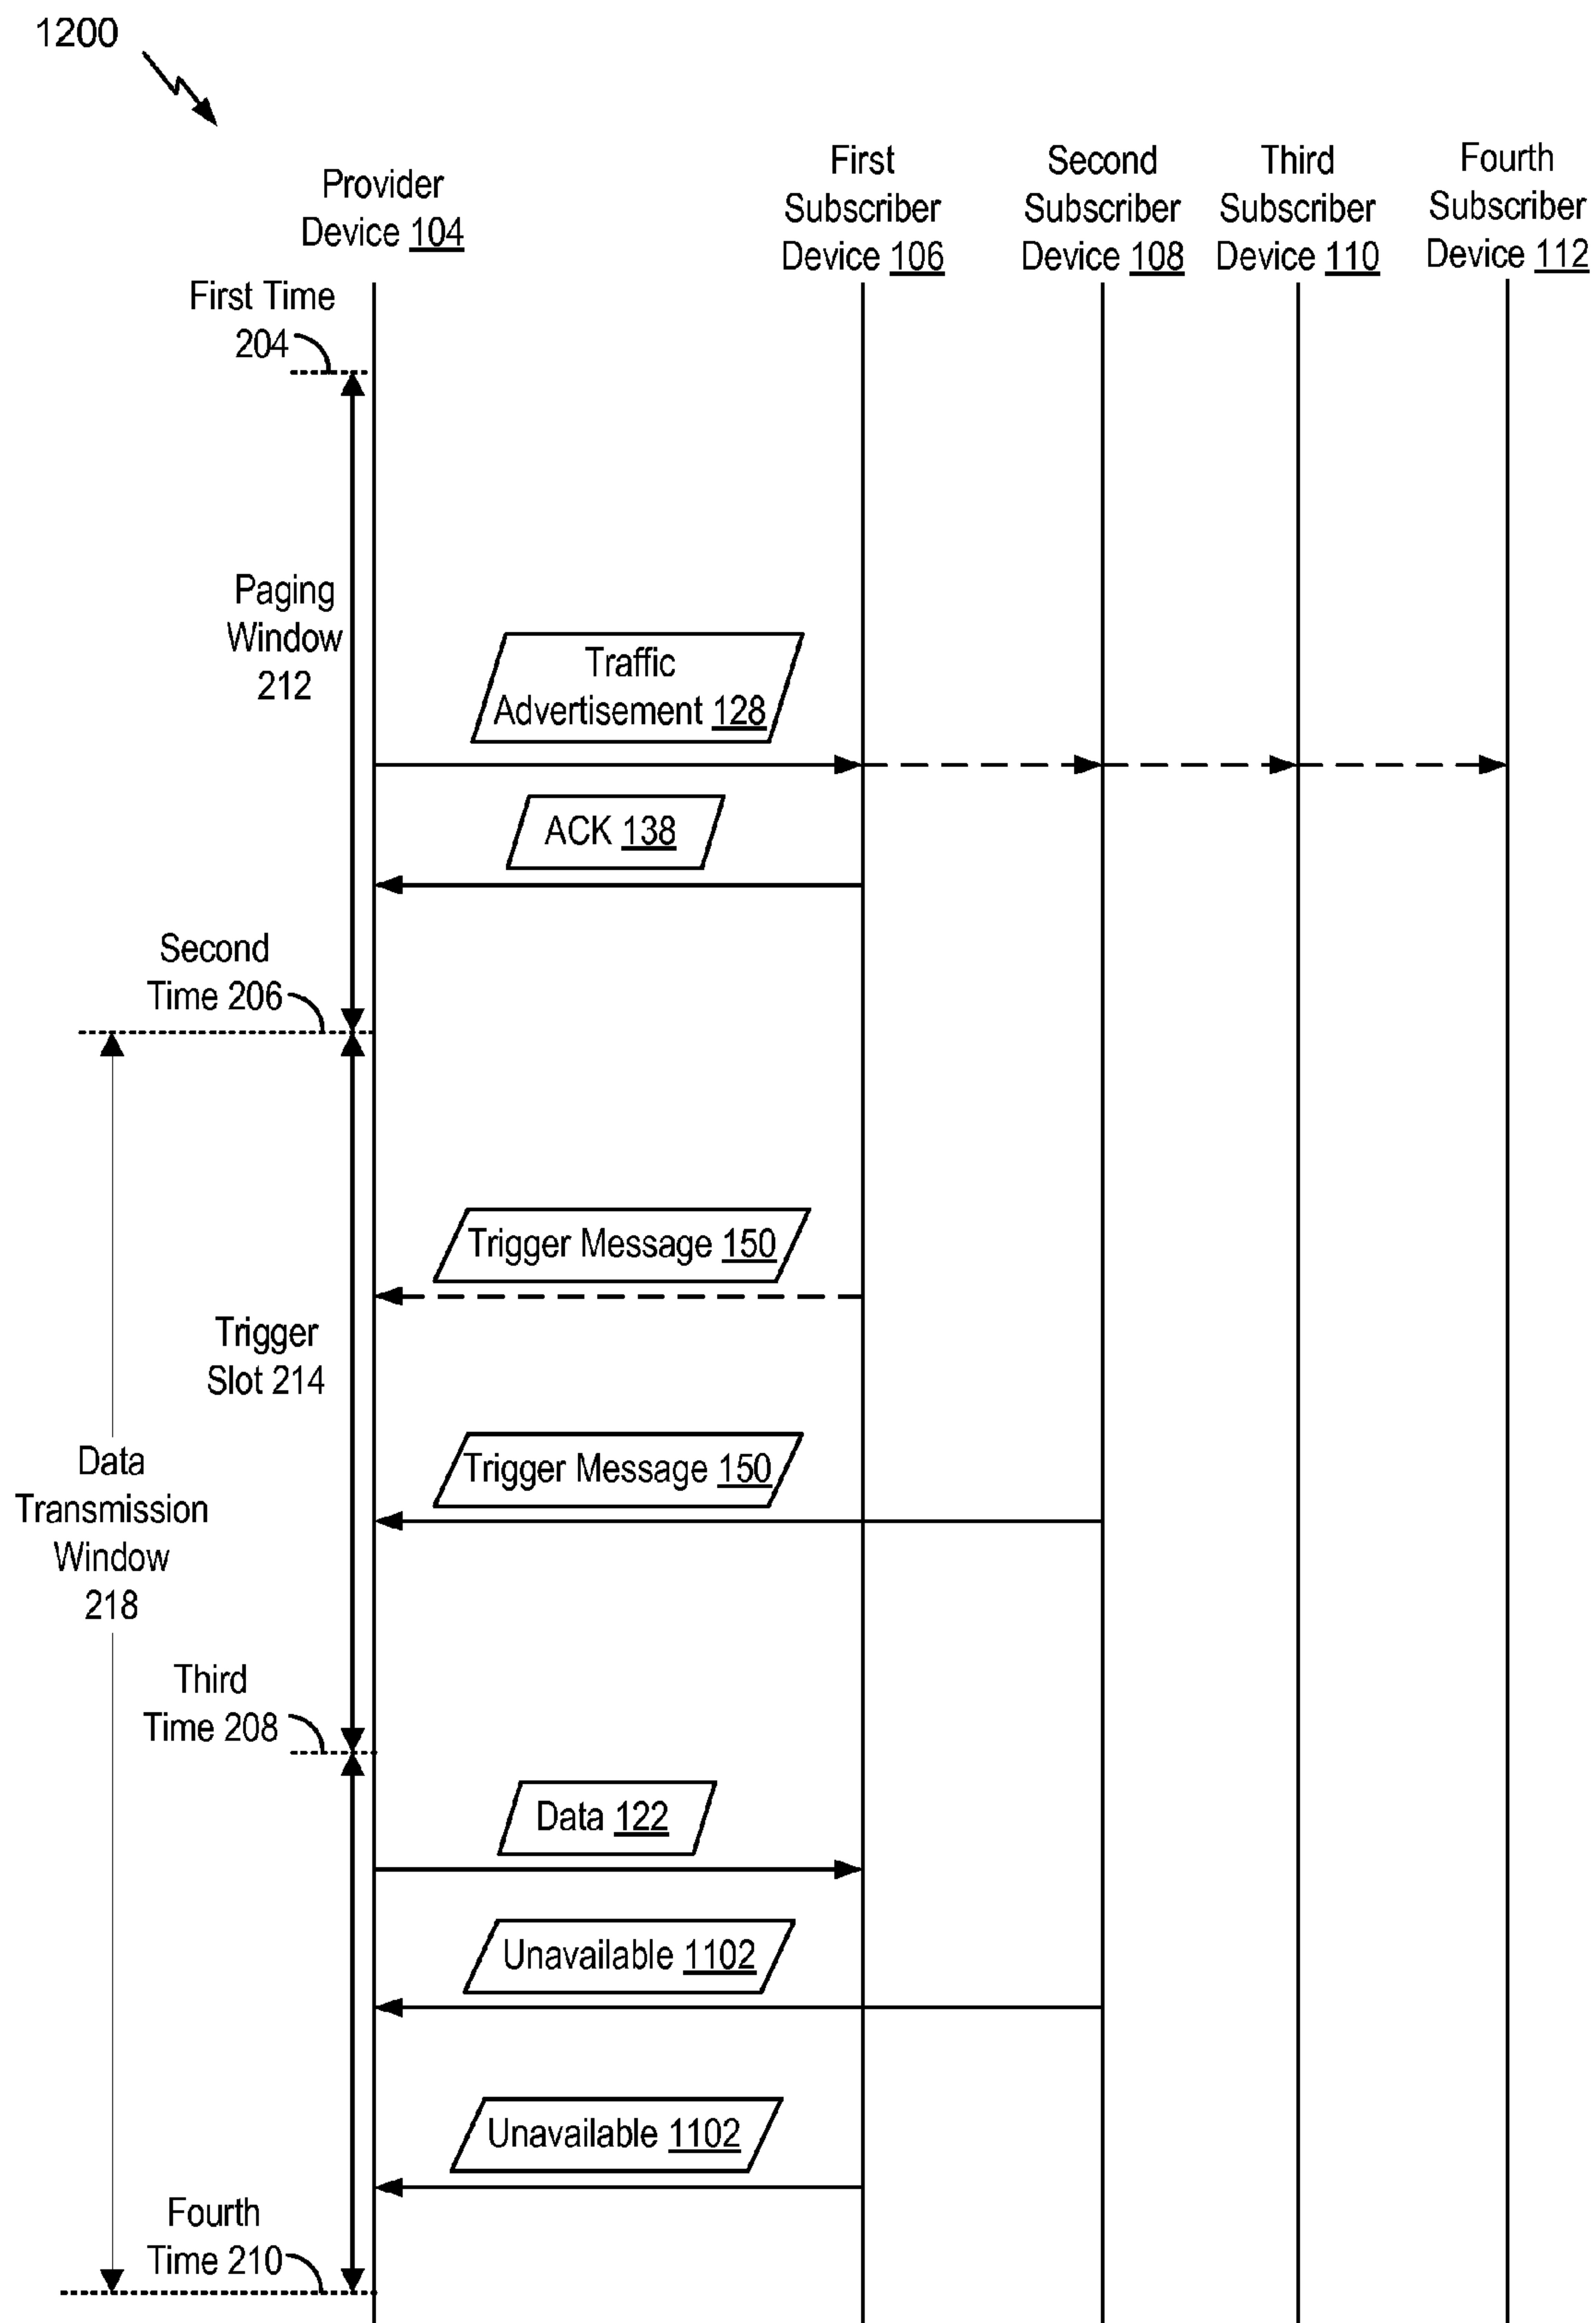 1200
Provider
Device 104
First
Subscriber
Device 106
Second
Subscriber
Device 108
Third
Subscriber
Device 110
Fourth
Subscriber
Device 112
First Time
204
Paging
Window
212
Traffic
Advertisement 128
ACK 138
Second
Time 206
Trigger Message 150
Trigger
Slot 214
Trigger Message 150
Data
Transmission
Window
218
Third
Time 208
Data 122
Unavailable 1102
Unavailable 1102
Fourth
Time 210